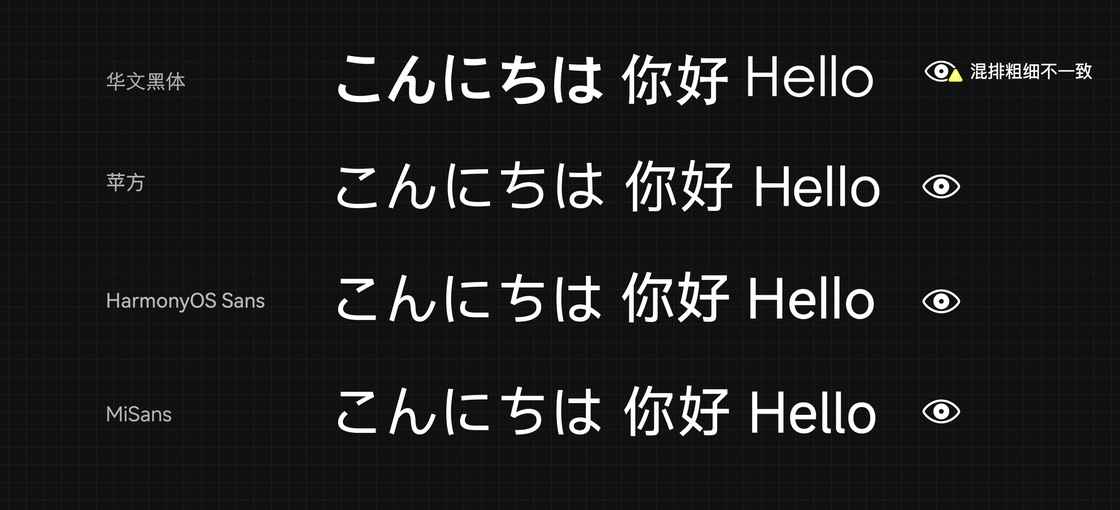 华文黑体 こんにちは 你好 Hello 混排粗细不一致
苹方 こんにちは 你好 Hello
HarmonyOS Sans こんにちは 你好 Hello
MiSans こんにちは 你好 Hello